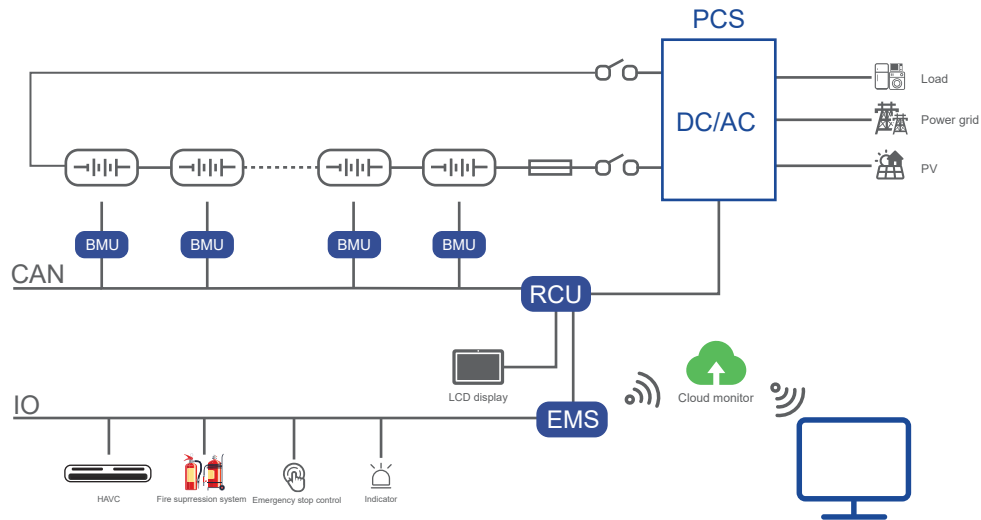 PCS
DC/AC
Load
Power grid
PV
BMU
BMU
BMU
BMU
CAN
RCU
LCD display
Cloud monitor
IO
EMS
HAVC
Fire suprression system
Emergency stop control
Indicator